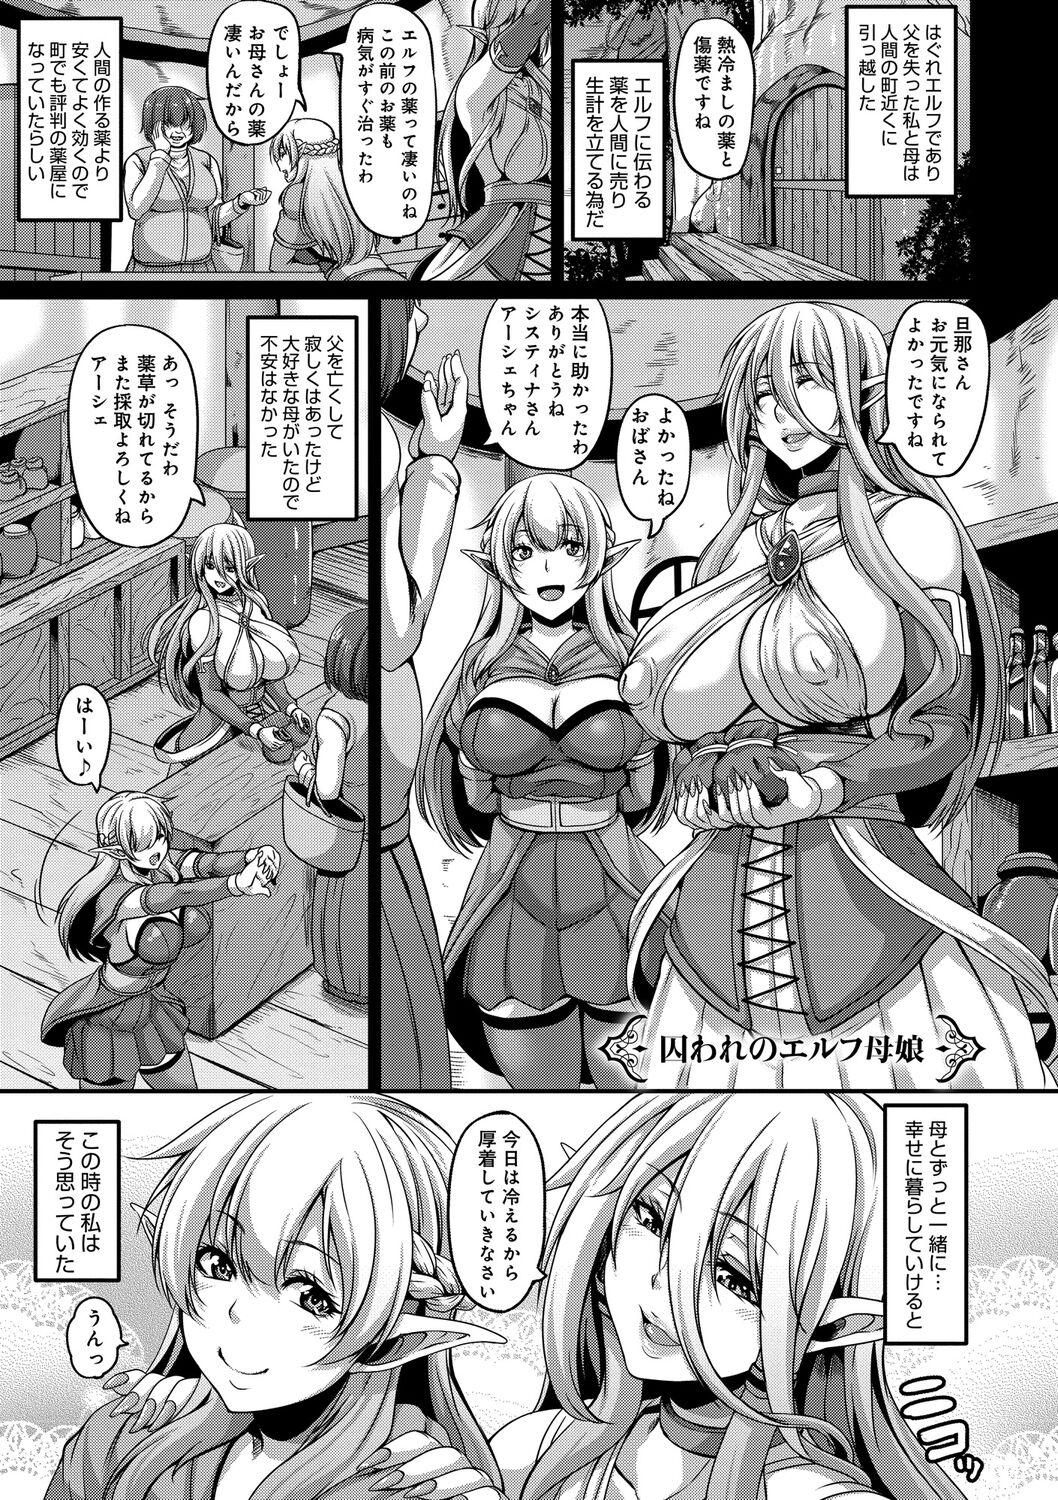 はぐれエルフであり
父を失った私と母は
人間の町近くに
引っ越した
エルフに伝わる
薬を人間に売り
生計を立てる為だ
熱冷ましの薬と
傷薬ですね
エルフの薬って凄いのね
この前のお薬も
病気がすぐ治ったわ
でしょー
お母さんの薬
凄いんだから
人間の作る薬より
安くてよく効くので
町でも評判の薬屋に
なっていたらしい
旦那さん
お元気になられて
よかったですね
本当に助かったわ
ありがとうね
システィナさん
アーシェちゃん
よかったね
おばさん
父を亡くして
寂しくはあったけど
大好きな母がいたので
不安はなかった
あっ そうだわ
薬草が切れてるから
また採取よろしくね
アーシェ
はーい♪
囚われのエルフ母娘
母とずっと一緒に…
幸せに暮らしていけると
今日は冷えるから
厚着していきなさい
この時の私は
そう思っていた
うんっ
ニコッ